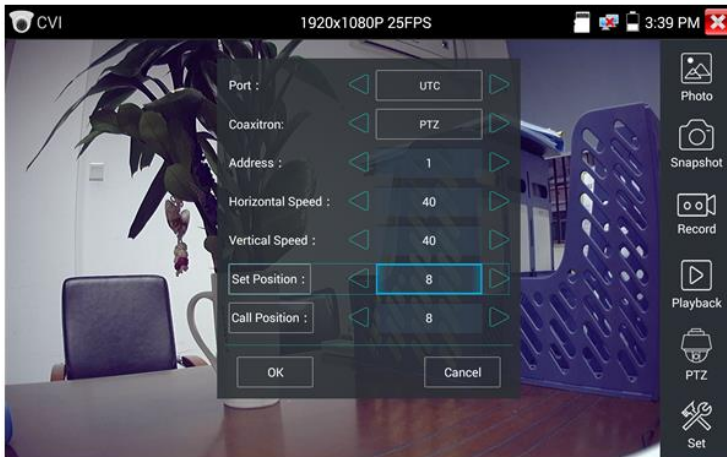 CVI 1920x1080P 25FPS 3:39 PM
Port : UTC
Coaxitron: PTZ
Address : 1
Horizontal Speed : 40
Vertical Speed : 40
Set Position : 8
Call Position : 8
OK Cancel
Photo
Snapshot
Record
Playback
PTZ
Set